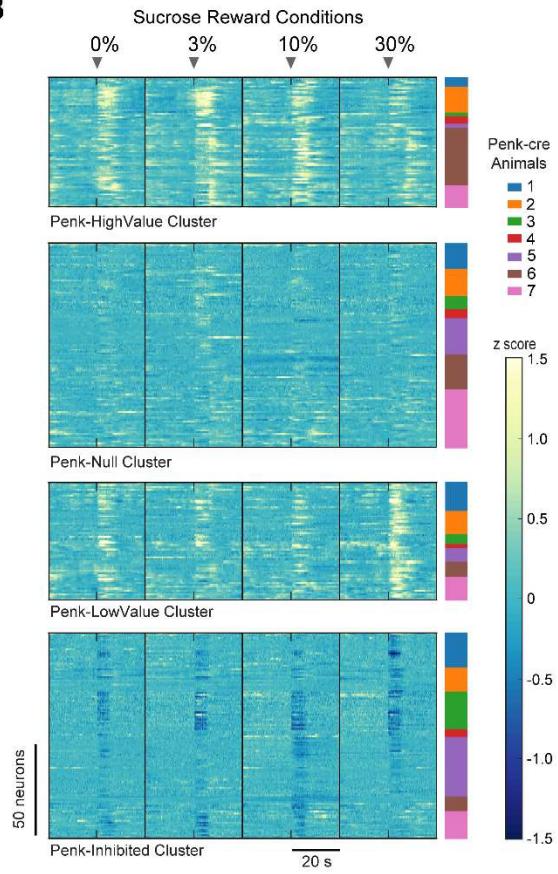 Sucrose Reward Conditions
0% 3% 10% 30%
Penk-HighValue Cluster
Penk-cre
Animals
1
2
3
4
5
6
7
Penk-Null Cluster
z score
1.5
1.0
0.5
0
-0.5
-1.0
-1.5
Penk-LowValue Cluster
50 neurons
Penk-Inhibited Cluster
20 s